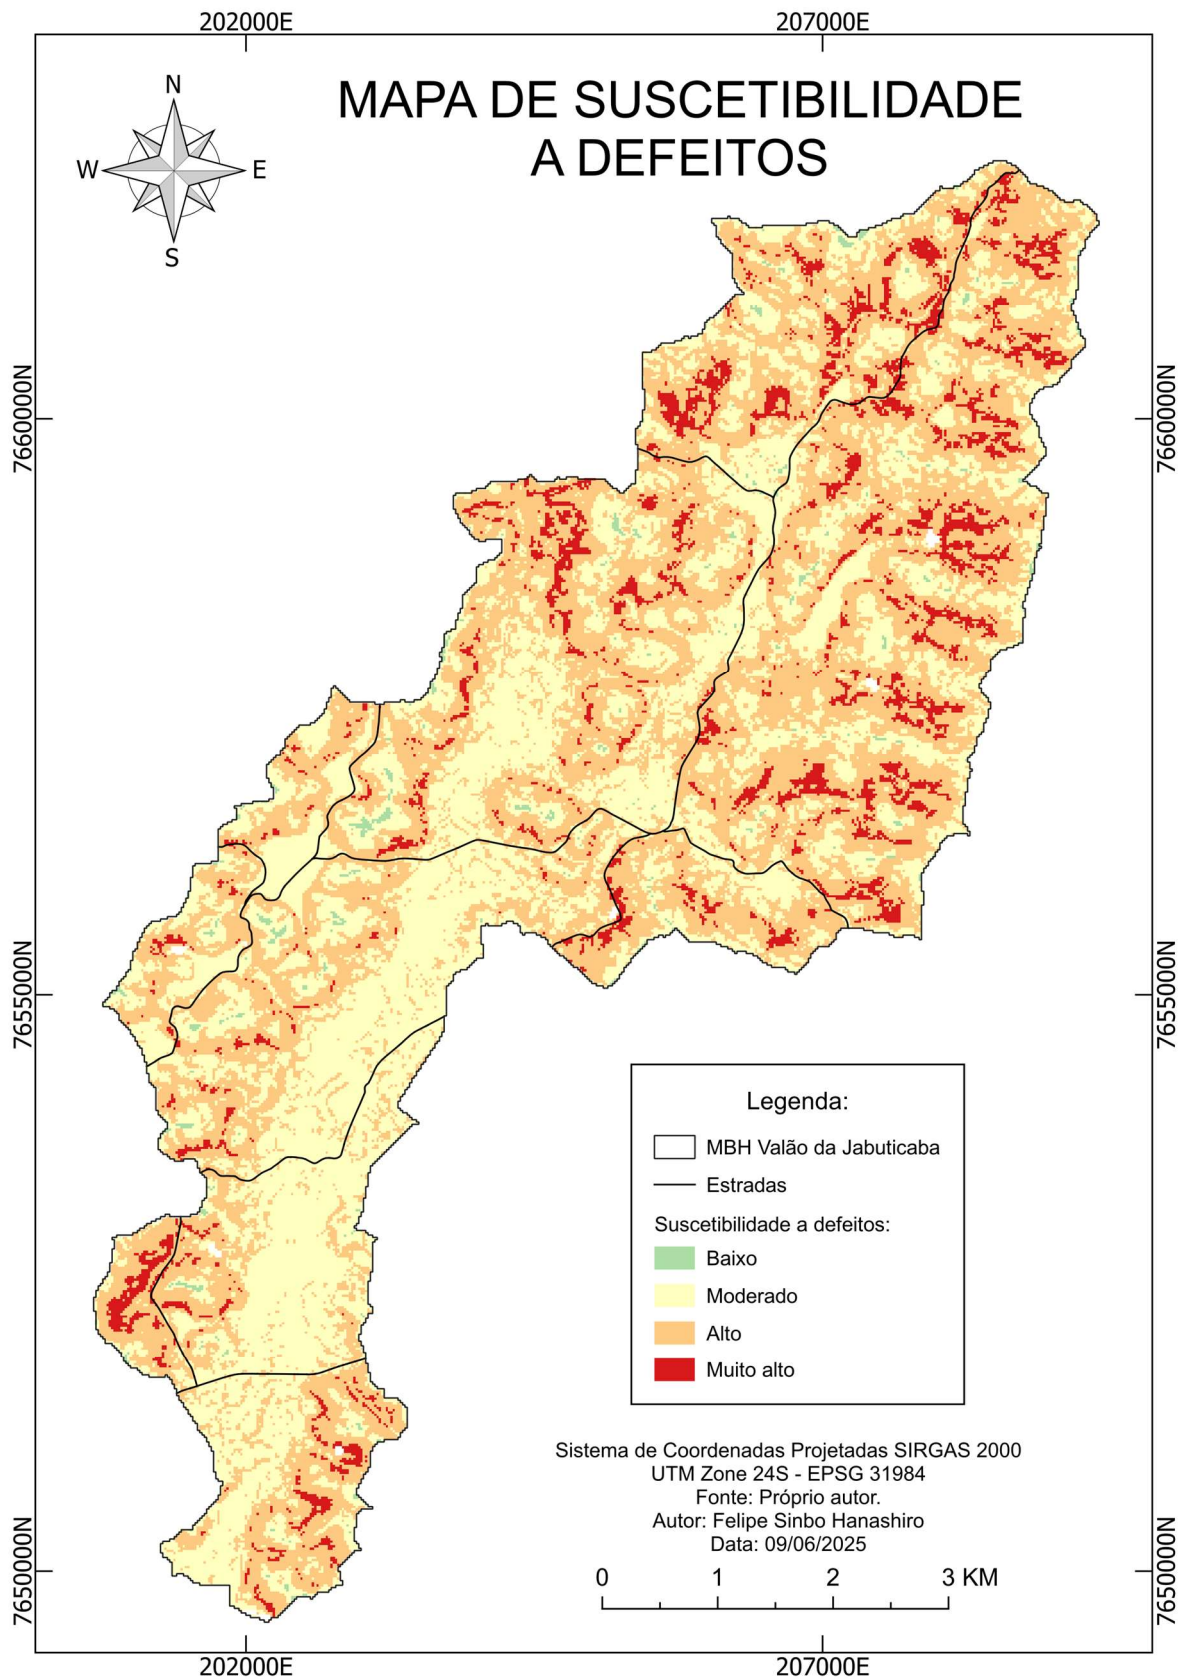 202000E
207000E
N
W
E
S
MAPA DE SUSCETIBILIDADE
A DEFEITOS
7660000N
7660000N
7655000N
7655000N
Legenda:
MBH Valão da Jabuticaba
Estradas
Suscetibilidade a defeitos:
Baixo
Moderado
Alto
Muito alto
Sistema de Coordenadas Projetadas SIRGAS 2000
UTM Zone 24S - EPSG 31984
Fonte: Próprio autor.
Autor: Felipe Sinbo Hanashiro
Data: 09/06/2025
0 1 2 3 KM
7650000N
7650000N
202000E
207000E